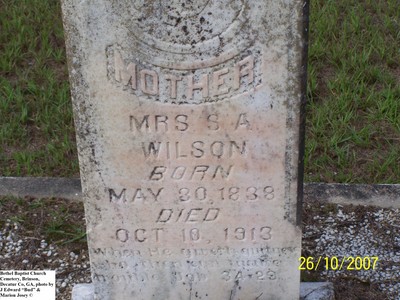 MOTHER
MRS S. A.
WILSON
BORN
MAY 30, 1838
DIED
OCT 10, 1913
26/10/2007
Bethel Baptist Church
Cemetery, Brinson,
Decatur Co, GA, photo by
J Edward "Bud" &
Marion Josey ©